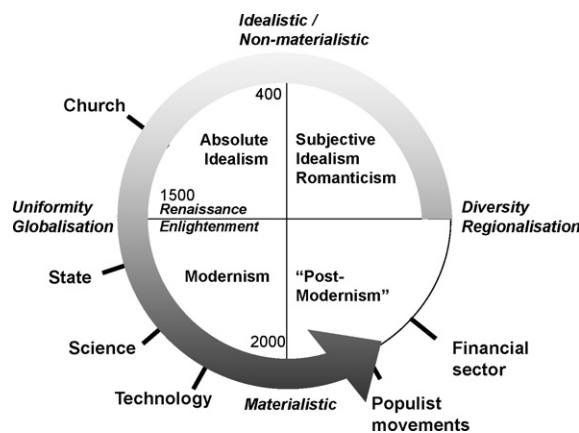 Idealistic /
Non-materialistic
400
Church
Absolute
Idealism
Subjective
Idealism
Romanticism
1500
Renaissance
Enlightenment
Uniformity
Globalisation
Diversity
Regionalisation
State
Modernism
“Post-
Modernism”
Science
2000
Financial
sector
Technology
Materialistic
Populist
movements